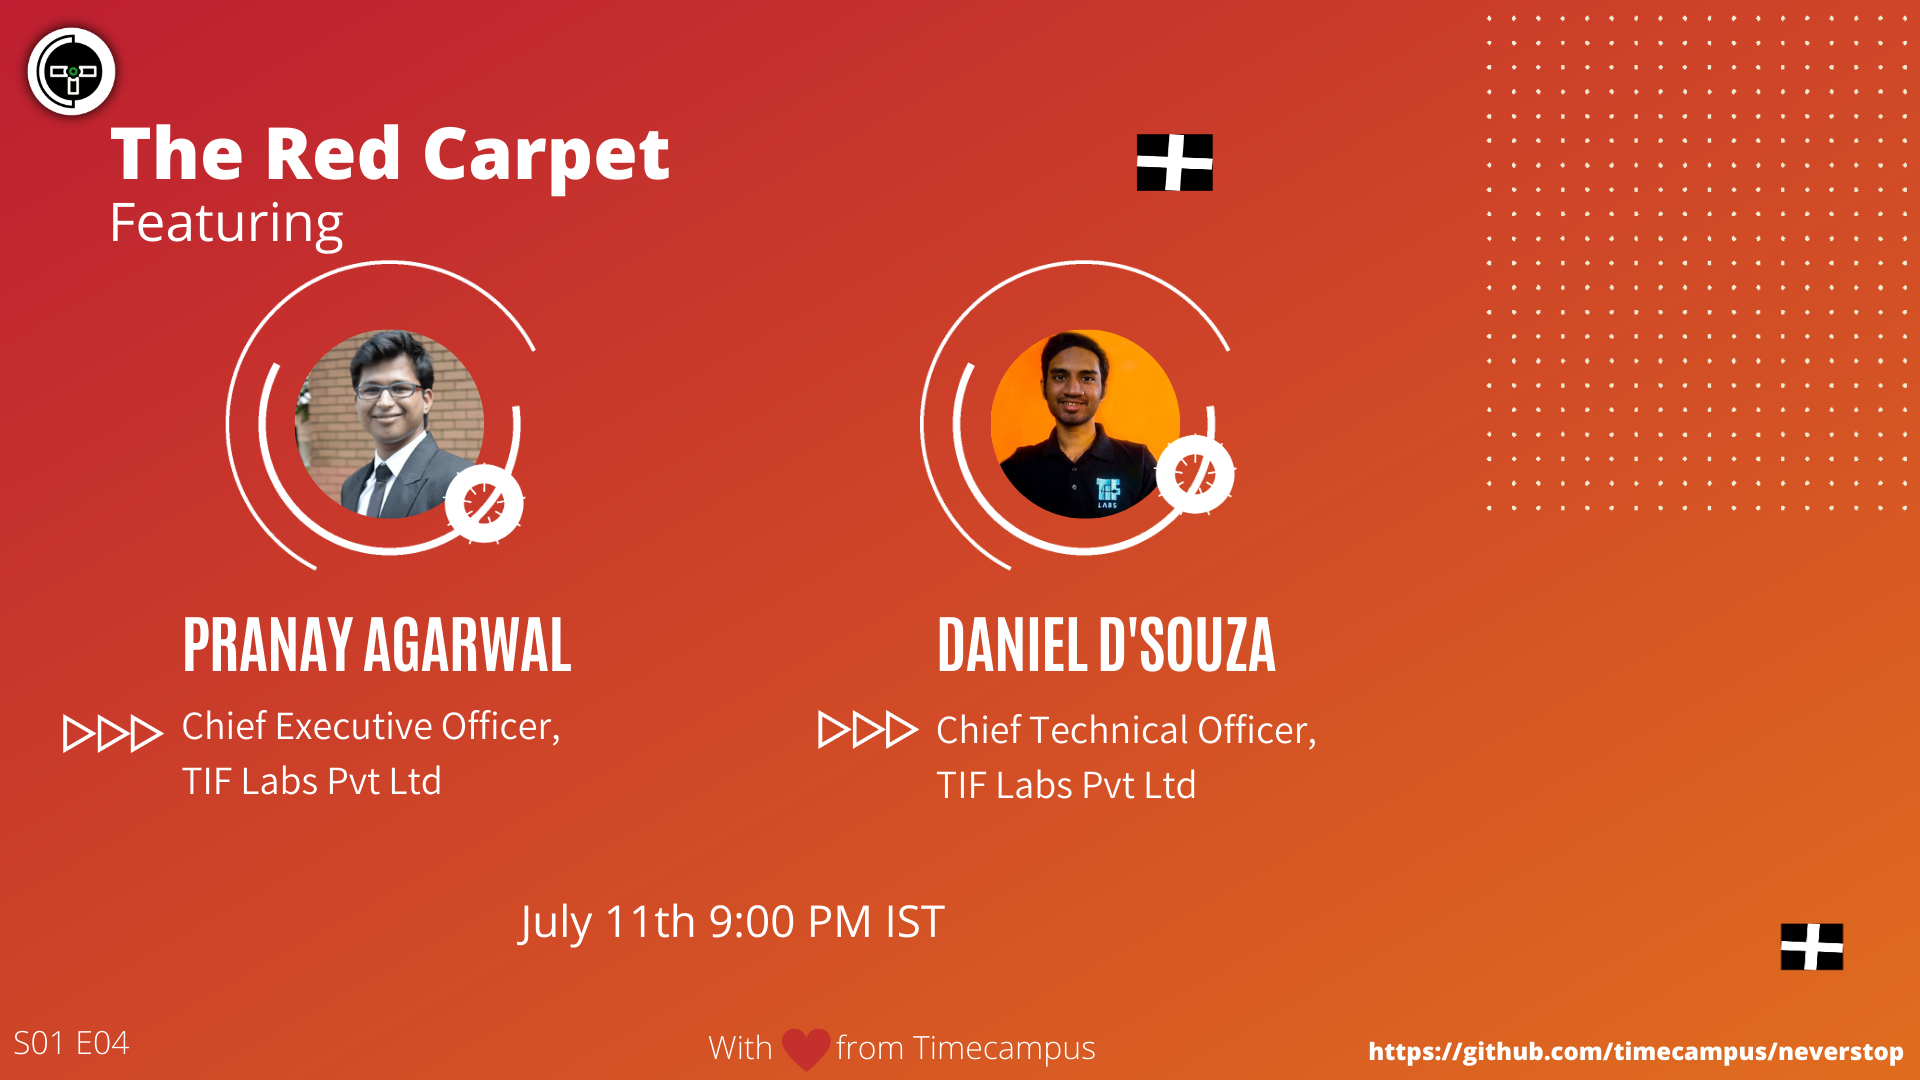 The Red Carpet
Featuring
TIF
LABS
PRANAY AGARWAL
Chief Executive Officer,
TIF Labs Pvt Ltd
DANIEL D'SOUZA
Chief Technical Officer,
TIF Labs Pvt Ltd
July 11th 9:00 PM IST
S01 E04
With from Timecampus
https://github.com/timecampus/neverstop